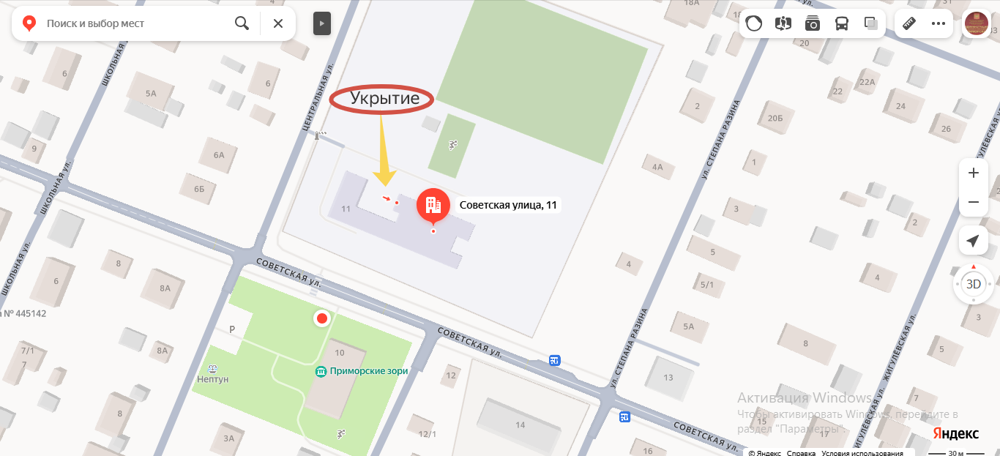 Поиск и выбор мест
18А
4
20
6
6
5А
2
22
22А
24
20Б
26
ШКОЛЬНАЯ УЛ.
ЦЕНТРАЛЬНАЯ УЛ.
Укрытие
9
6А
1
4А
УЛ. СТЕПАНА РАЗИНА
6Б
11
Советская улица, 11
3
2
ШКОЛЬНАЯ УЛ.
3D
СОВЕТСКАЯ УЛ.
8
6
8А
4
5
5/1
4
3
ШКОЛЬНАЯ УЛ.
№ 445142
Р
5А
8
5
УЛ. СТЕПАНА РАЗИНА
ЖИГУЛЁВСКАЯ УЛ.
СОВЕТСКАЯ УЛ.
7/1
7
8А
10
Приморские зори
Нептун
12
13
14
7
8
3А
12/1
16
15
17
СОВЕТСКАЯ УЛ.
Активация Windows
Чтобы активировать Windows, перейдите в
раздел "Параметры".
Яндекс
© Яндекс Справка Условия использования
30 м